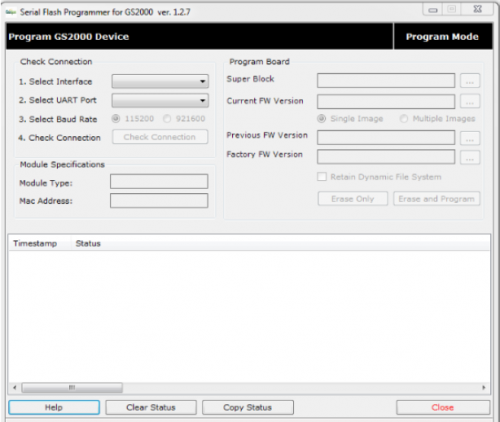 Serial Flash Programmer for GS2000 ver. 1.2.7
Program GS2000 Device
Program Mode
Check Connection
1. Select Interface
2. Select UART Port
3. Select Baud Rate
115200
921600
4. Check Connection
Check Connection
Module Specifications
Module Type:
Mac Address:
Program Board
Super Block
...
Current FW Version
...
Single Image
Multiple Images
Previous FW Version
...
Factory FW Version
...
Retain Dynamic File System
Erase Only
Erase and Program
Timestamp
Status
Help
Clear Status
Copy Status
Close